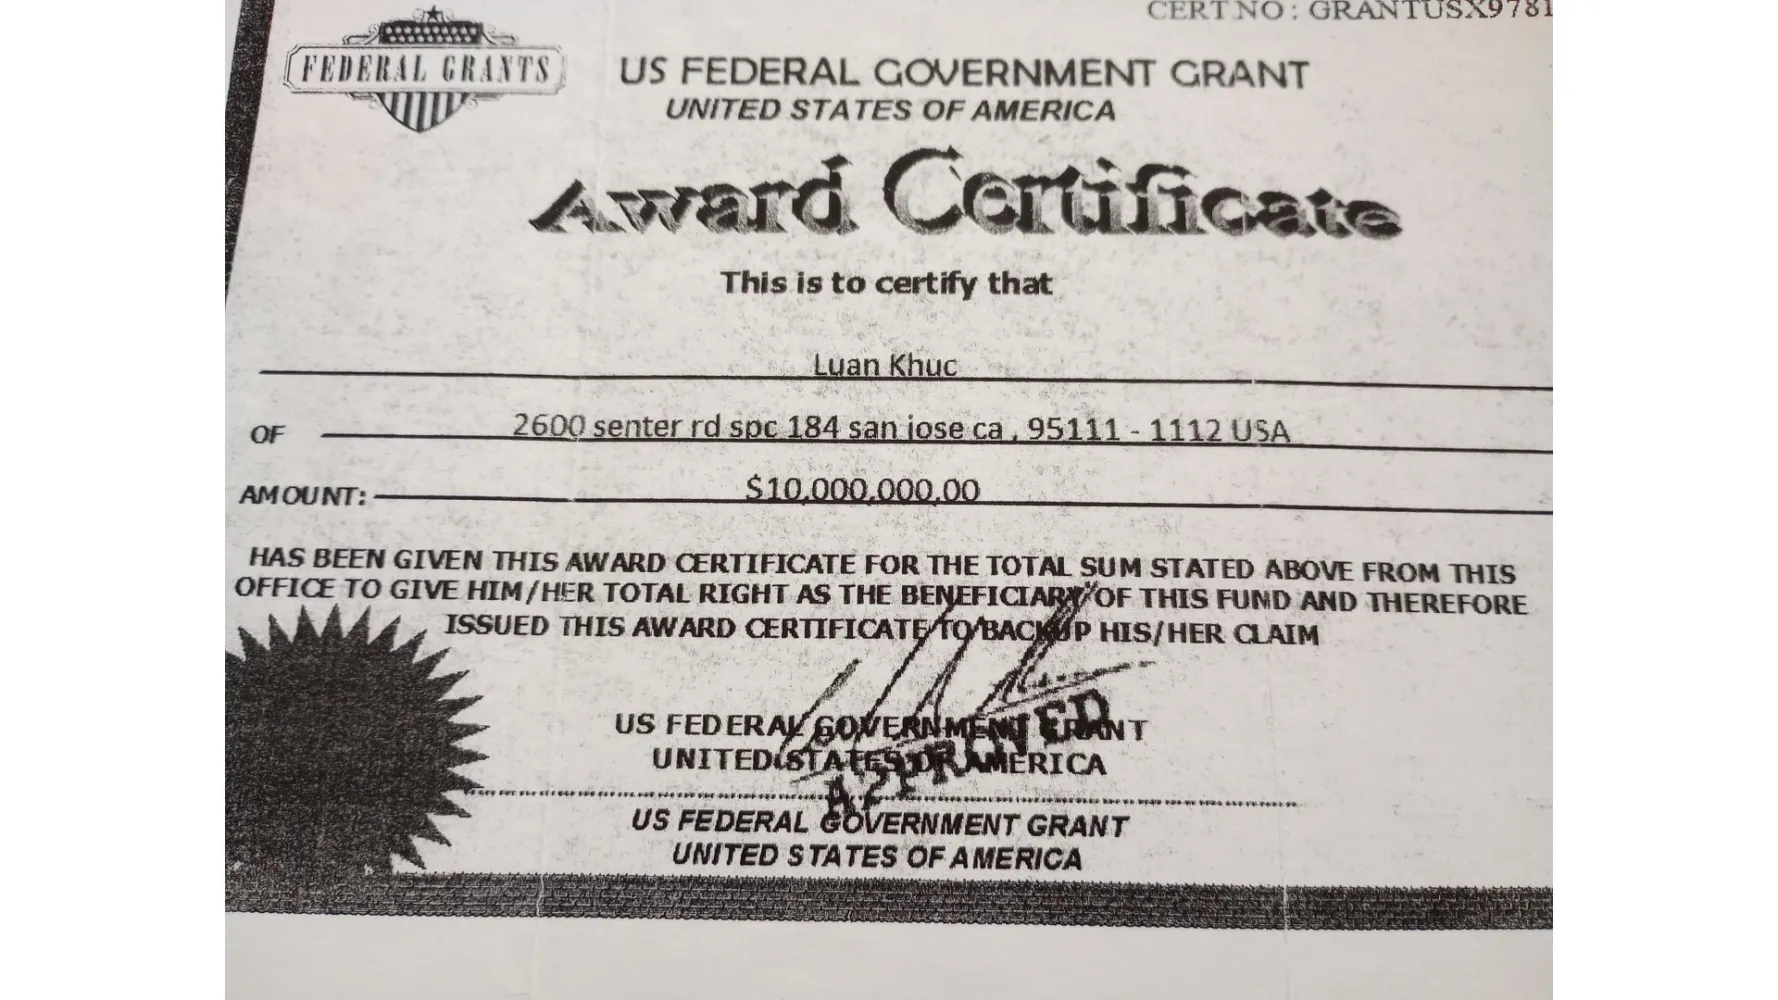 CERT NO : GRANTUSX9781
FEDERAL GRANTS
US FEDERAL GOVERNMENT GRANT
UNITED STATES OF AMERICA
Award Certificate
This is to certify that
Luan Khuc
OF 2600 senter rd spc 184 san jose ca , 95111 - 1112 USA
AMOUNT: $10,000,000,00
HAS BEEN GIVEN THIS AWARD CERTIFICATE FOR THE TOTAL SUM STATED ABOVE FROM THIS
OFFICE TO GIVE HIM/HER TOTAL RIGHT AS THE BENEFICIARY OF THIS FUND AND THEREFORE
ISSUED THIS AWARD CERTIFICATE TO BACKUP HIS/HER CLAIM
US FEDERAL GOVERNMENT GRANT
UNITED STATES OF AMERICA
APPROVED
US FEDERAL GOVERNMENT GRANT
UNITED STATES OF AMERICA